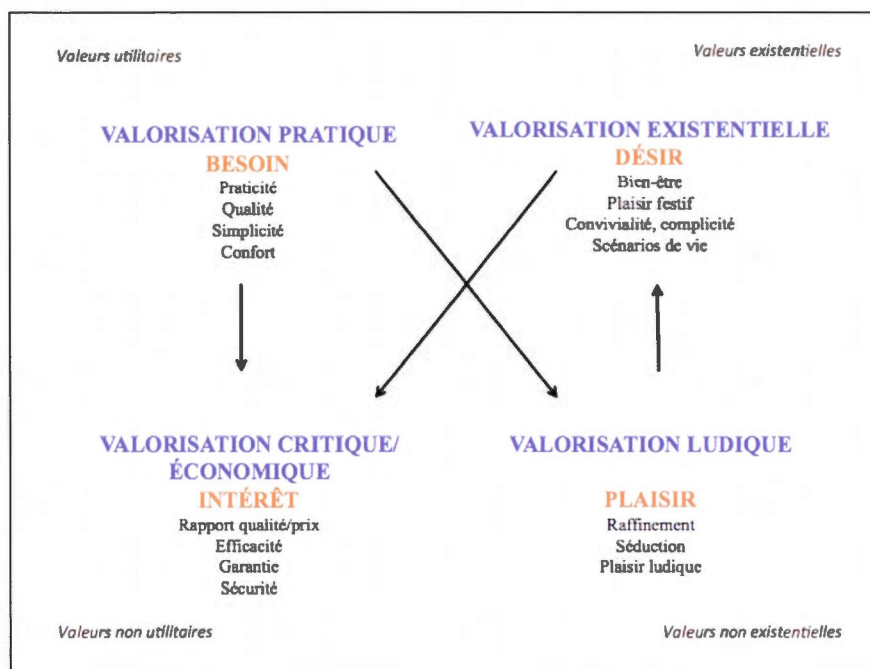 Valeurs utilitaires
Valeurs existentielles
VALORISATION PRATIQUE
BESOIN
Praticité
Qualité
Simplicité
Confort
VALORISATION EXISTENTIELLE
DÉSIR
Bien-être
Plaisir festif
Convivialité, complicité
Scénarios de vie
VALORISATION CRITIQUE/
ÉCONOMIQUE
INTÉRÊT
Rapport qualité/prix
Efficacité
Garantie
Sécurité
VALORISATION LUDIQUE
PLAISIR
Raffinement
Séduction
Plaisir ludique
Valeurs non utilitaires
Valeurs non existentielles